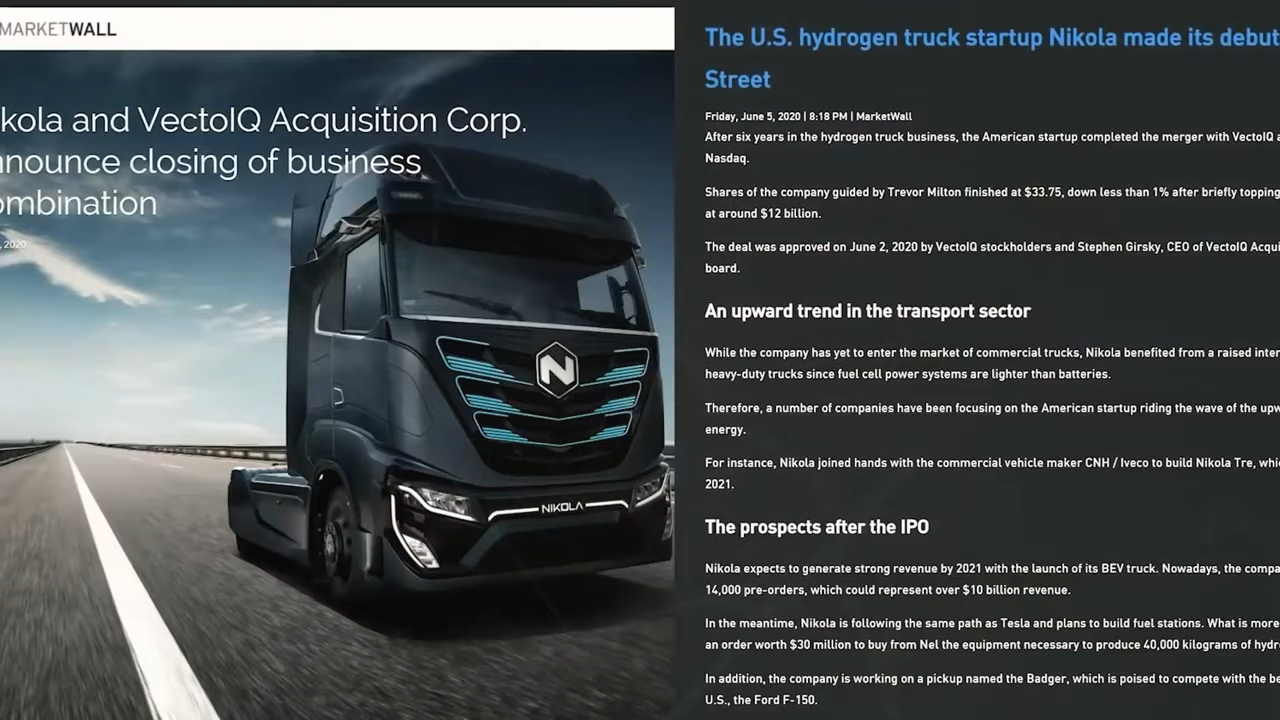 MARKETWALL
kola and VectoIQ Acquisition Corp.
nnounce closing of business
ombination
, 2020
N
NIKOLA
The U.S. hydrogen truck startup Nikola made its debut
Street
Friday, June 5, 2020 | 8:18 PM | MarketWall
After six years in the hydrogen truck business, the American startup completed the merger with VectoIQ a
Nasdaq.
Shares of the company guided by Trevor Milton finished at $33.75, down less than 1% after briefly topping
at around $12 billion.
The deal was approved on June 2, 2020 by VectoIQ stockholders and Stephen Girsky, CEO of VectoIQ Acqui
board.
An upward trend in the transport sector
While the company has yet to enter the market of commercial trucks, Nikola benefited from a raised inter
heavy-duty trucks since fuel cell power systems are lighter than batteries.
Therefore, a number of companies have been focusing on the American startup riding the wave of the upw
energy.
For instance, Nikola joined hands with the commercial vehicle maker CNH / Iveco to build Nikola Tre, whi
2021.
The prospects after the IPO
Nikola expects to generate strong revenue by 2021 with the launch of its BEV truck. Nowadays, the compa
14,000 pre-orders, which could represent over $10 billion revenue.
In the meantime, Nikola is following the same path as Tesla and plans to build fuel stations. What is more
an order worth $30 million to buy from Nel the equipment necessary to produce 40,000 kilograms of hydr
In addition, the company is working on a pickup named the Badger, which is poised to compete with the be
U.S., the Ford F-150.